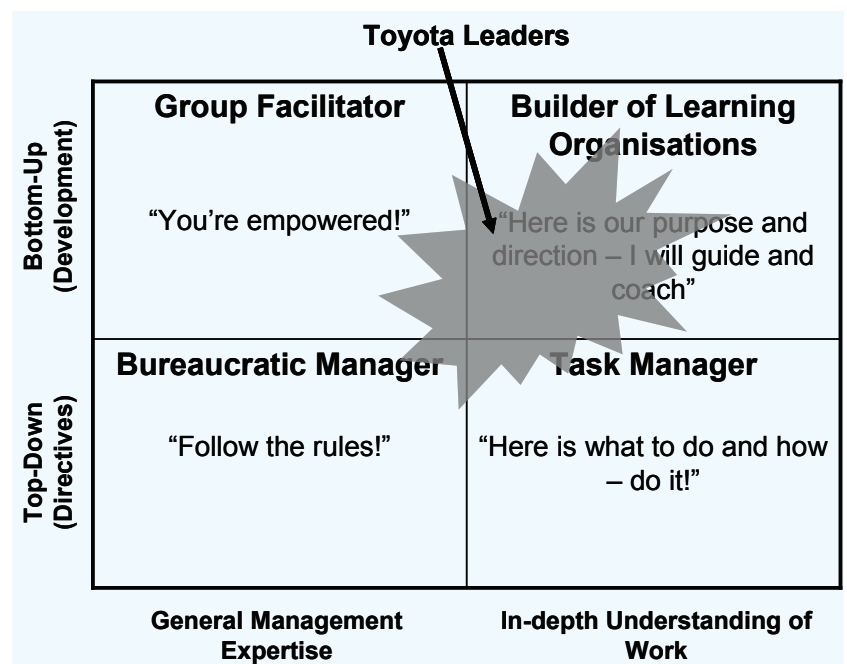 Toyota Leaders
Bottom-Up
(Development)
Group Facilitator
“You’re empowered!”
Builder of Learning
Organisations
“Here is our purpose and
direction – I will guide and
coach”
Top-Down
(Directives)
Bureaucratic Manager
“Follow the rules!”
Task Manager
“Here is what to do and how
– do it!”
General Management
Expertise
In-depth Understanding of
Work